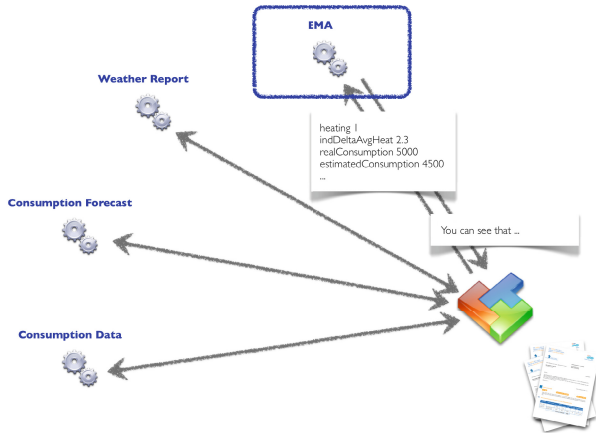 EMA
Weather Report
heating 1
indDeltaAvgHeat 2.3
realConsumption 5000
estimatedConsumption 4500
...
Consumption Forecast
You can see that ...
Consumption Data